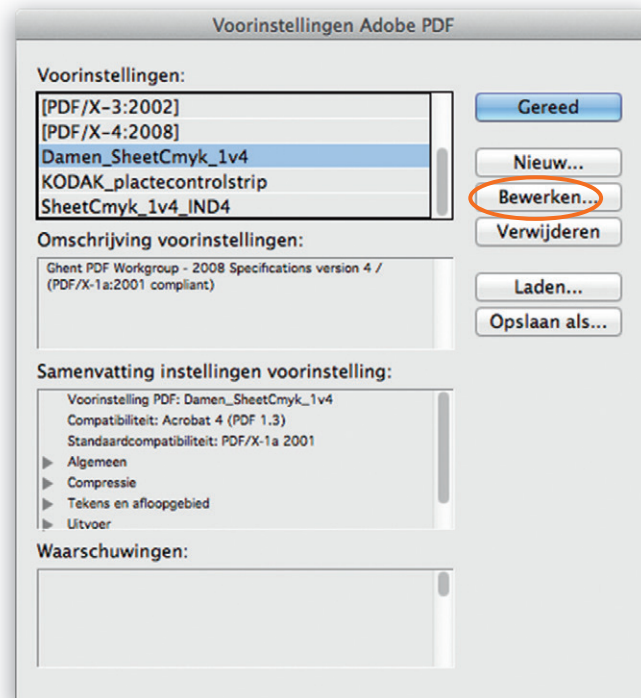 Voorinstellingen Adobe PDF
Voorinstellingen:
[PDF/X-3:2002]
[PDF/X-4:2008]
Damen_SheetCmyk_1v4
KODAK_plactecontrolstrip
SheetCmyk_1v4_IND4
Gereed
Nieuw...
Bewerken...
Verwijderen
Laden...
Opslaan als...
Omschrijving voorinstellingen:
Ghent PDF Workgroup - 2008 Specifications version 4 /
(PDF/X-1a:2001 compliant)
Samenvatting instellingen voorinstelling:
Voorinstelling PDF: Damen_SheetCmyk_1v4
Compatibiliteit: Acrobat 4 (PDF 1.3)
Standaardcompatibiliteit: PDF/X-1a 2001
Algemeen
Compressie
Tekens en afloopgebied
Uitvoer
Waarschuwingen: